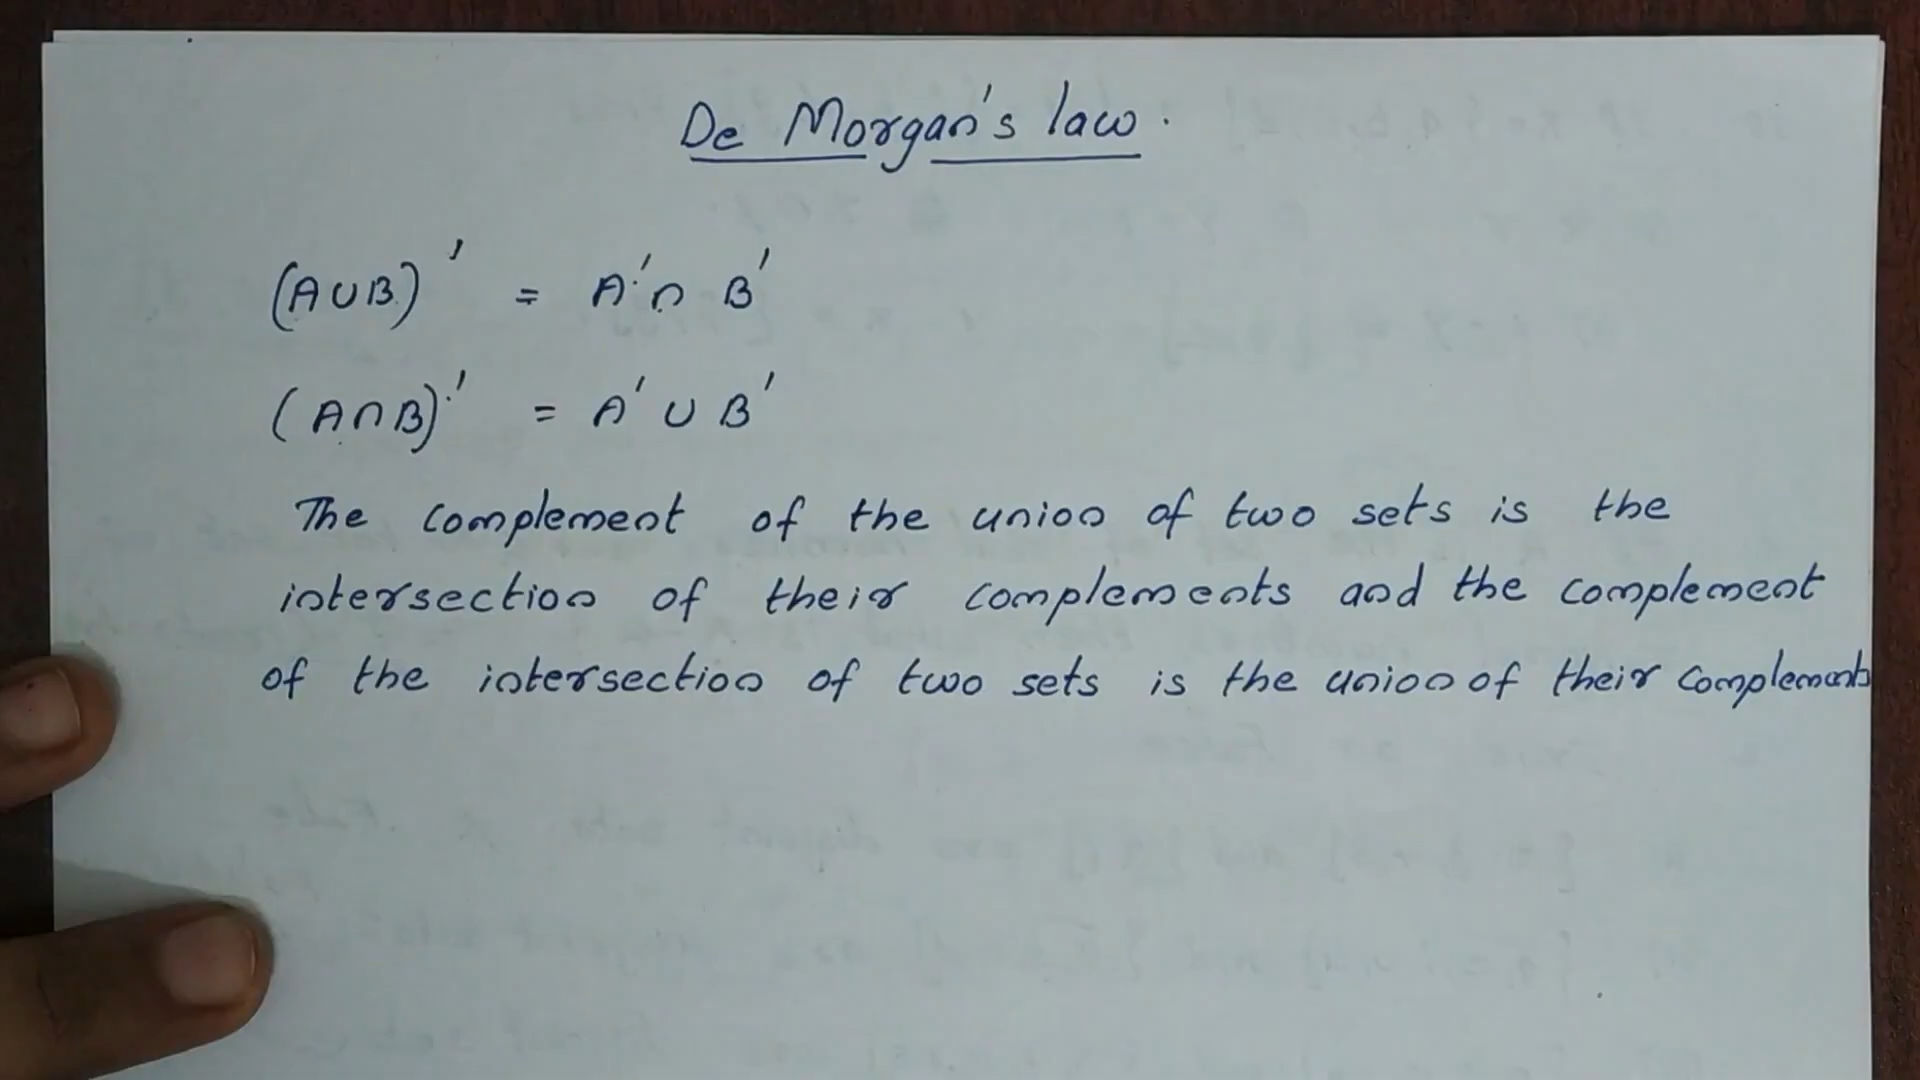 De Morgan's law.
(A∪B)' = A'∩ B'
(A∩B)' = A' ∪ B'
The complement of the union of two sets is the
intersection of their complements and the complement
of the intersection of two sets is the union of their complements